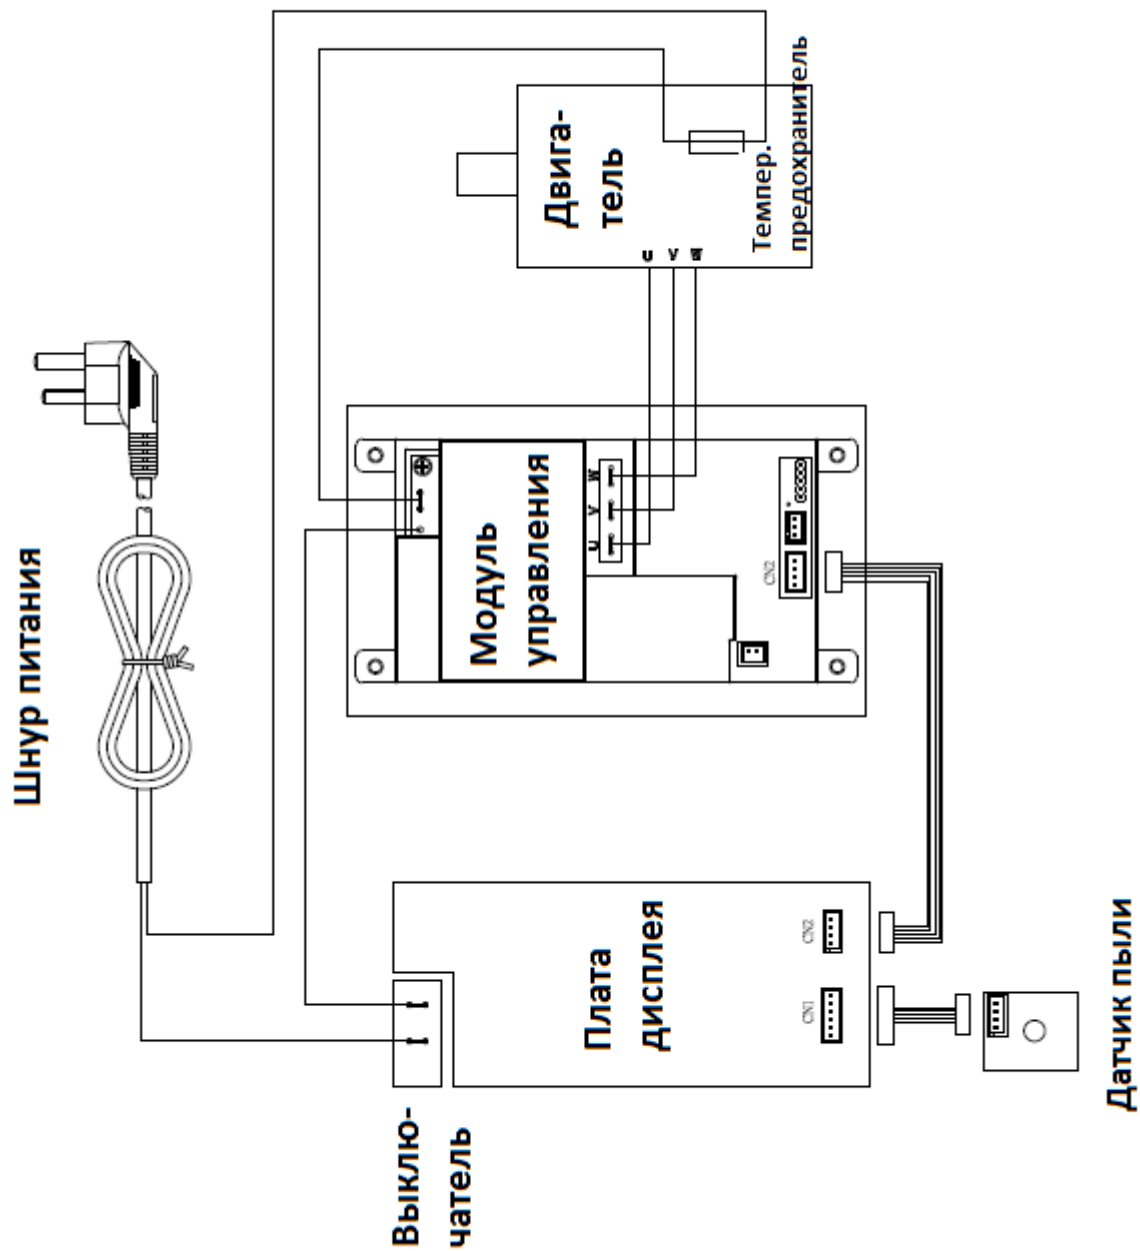 Шнур питания
Двига-
тель
Темпер.
предохранитель
U
V
W
Модуль
управления
U
V
W
CN2
Плата
дисплея
CN2
CN1
Выклю-
чатель
Датчик пыли